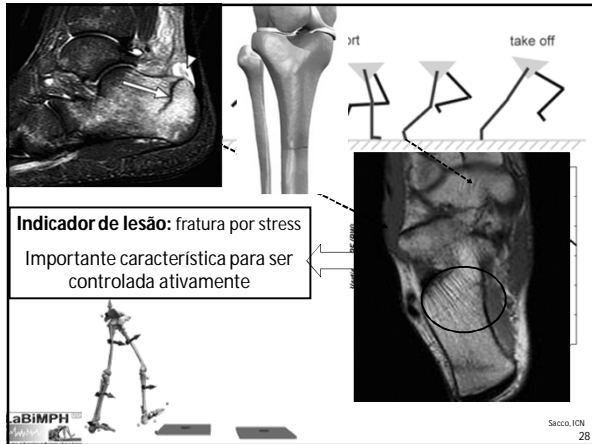 ort
take off
Indicador de lesão: fratura por stress
Importante característica para ser
controlada ativamente
LaBiMPH
Sacco, ICN
28